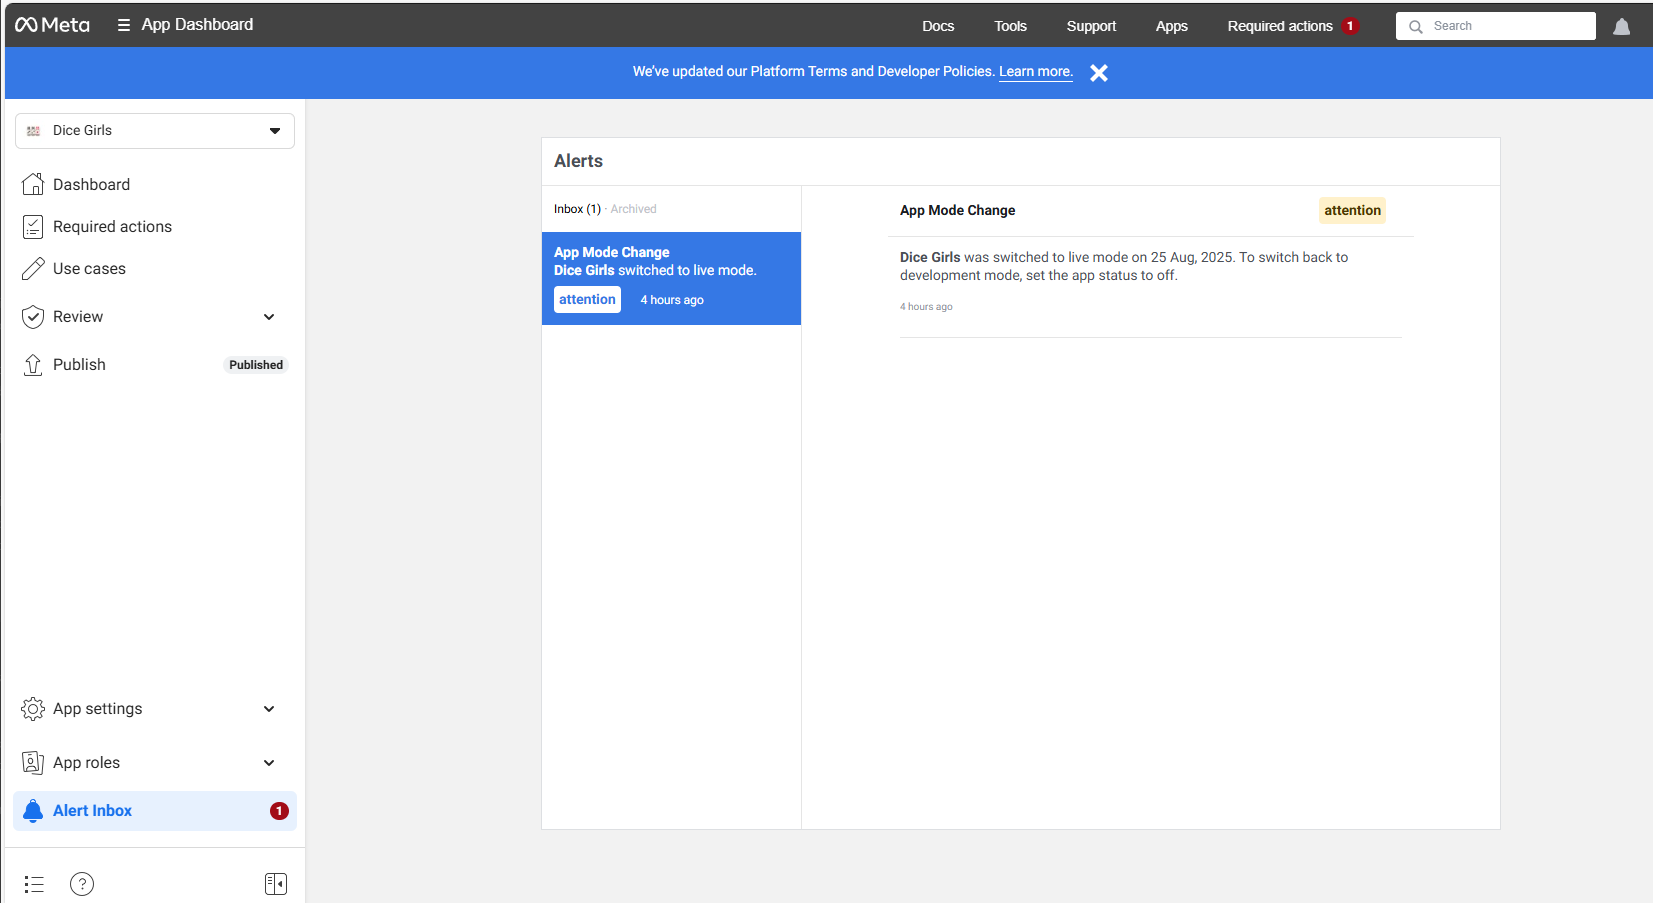 Meta
App Dashboard
Docs
Tools
Support
Apps
Required actions 1
Search
We've updated our Platform Terms and Developer Policies. Learn more.
Dice Girls
Dashboard
Required actions
Use cases
Review
Publish
Published
App settings
App roles
Alert Inbox
1
?
Alerts
Inbox (1) · Archived
App Mode Change
Dice Girls switched to live mode.
attention
4 hours ago
App Mode Change
attention
Dice Girls was switched to live mode on 25 Aug, 2025. To switch back to
development mode, set the app status to off.
4 hours ago